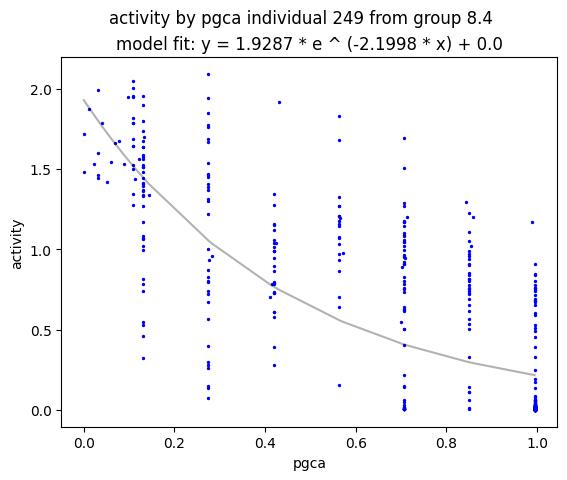 activity by pgca individual 249 from group 8.4
model fit: y = 1.9287 * e ^ (-2.1998 * x) + 0.0
2.0
1.5
activity
1.0
0.5
0.0
0.0 0.2 0.4 0.6 0.8 1.0
pgca